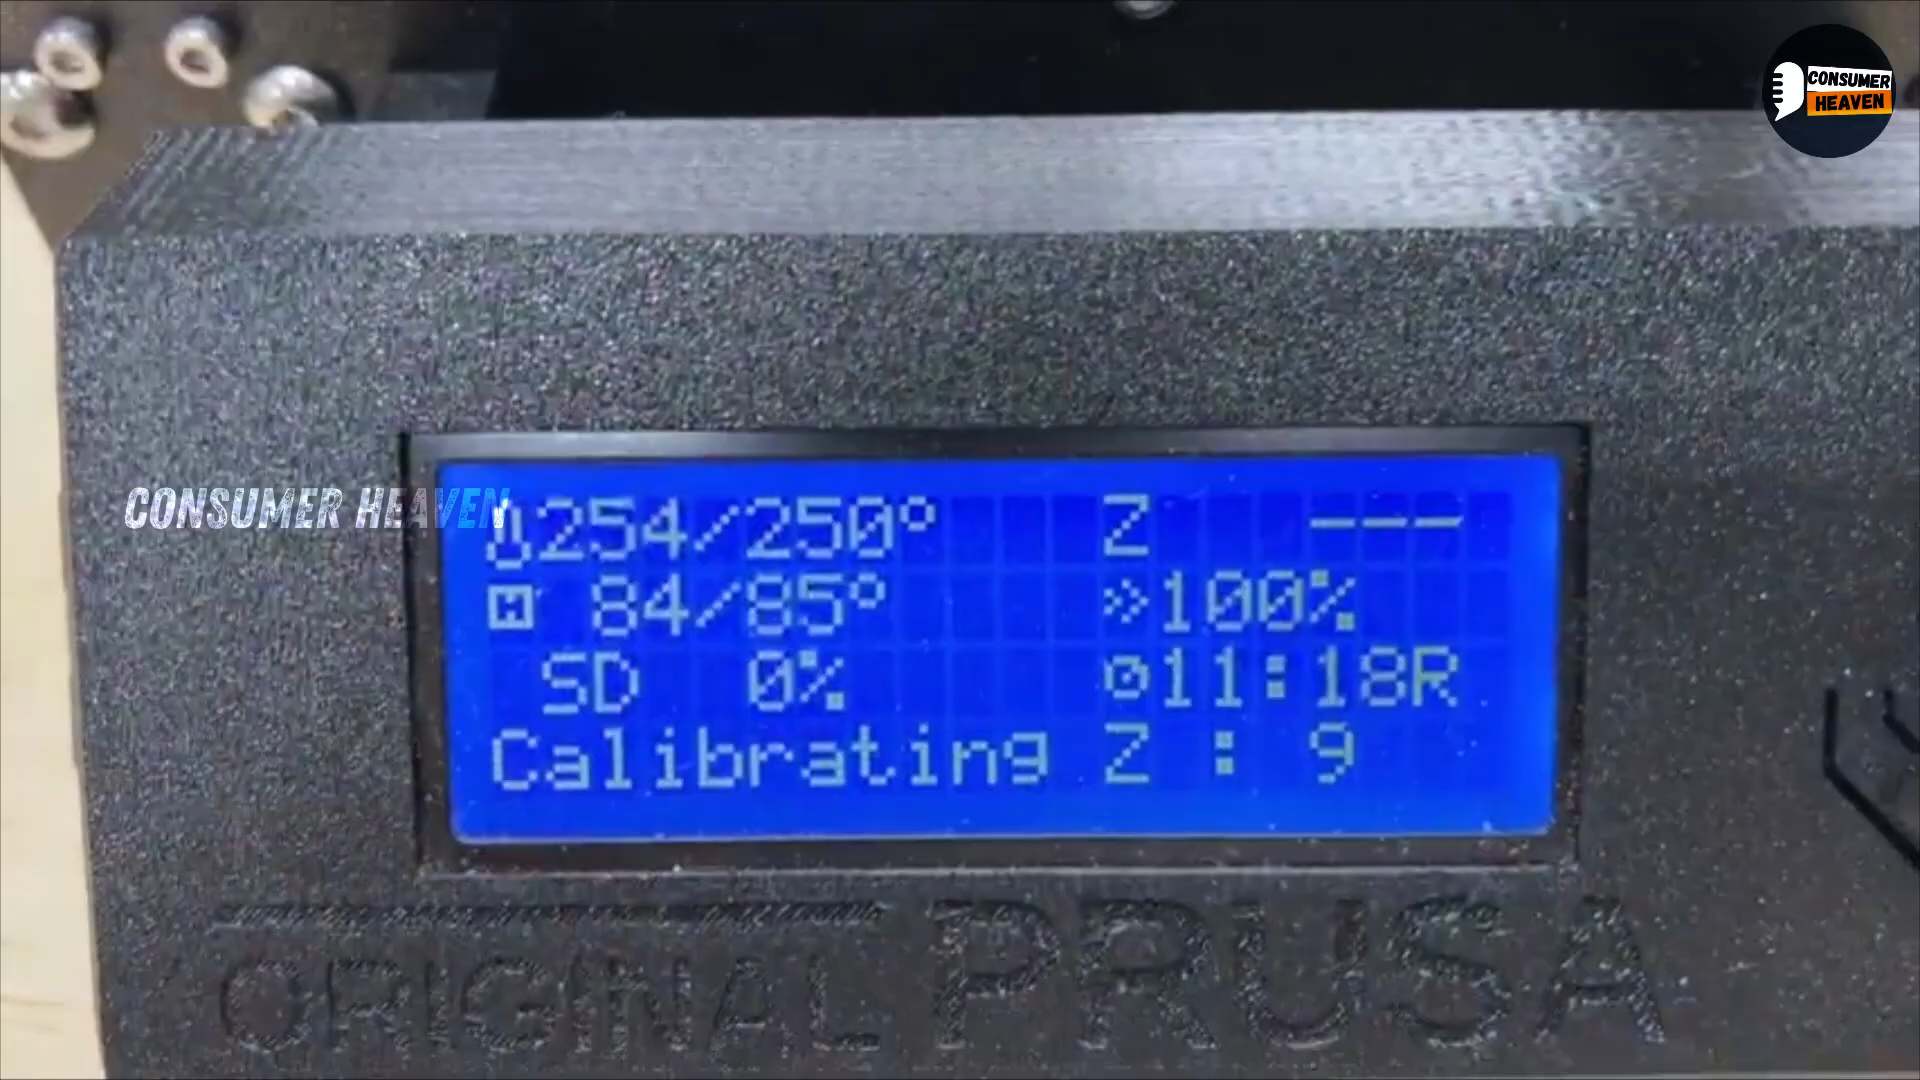 CONSUMER
HEAVEN
CONSUMER HEAVEN
254/250° Z ---
84/85° 100%
SD 0% 11:18R
Calibrating Z : 9
ORIGINAL PRUSA